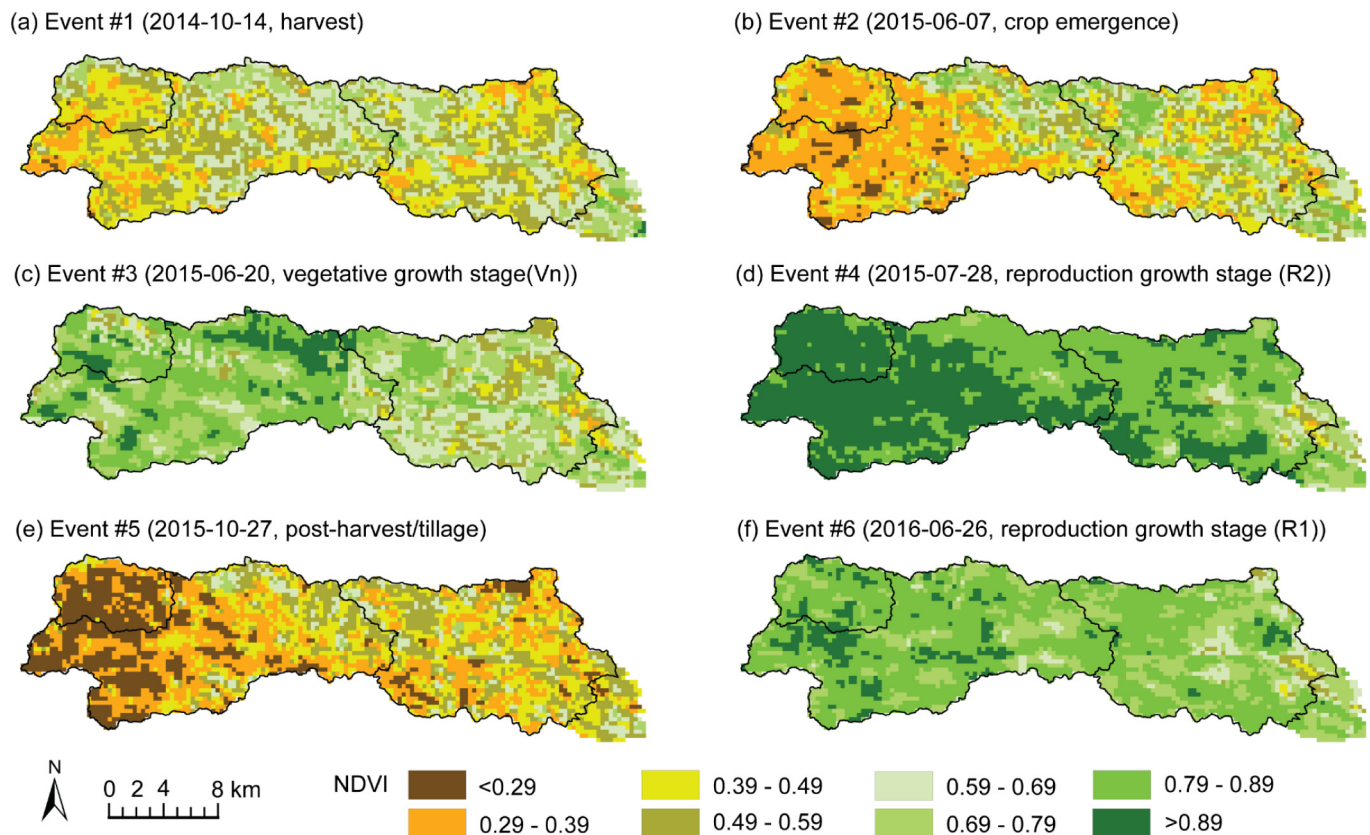 (a) Event #1 (2014-10-14, harvest)
(b) Event #2 (2015-06-07, crop emergence)
(c) Event #3 (2015-06-20, vegetative growth stage(Vn))
(d) Event #4 (2015-07-28, reproduction growth stage (R2))
(e) Event #5 (2015-10-27, post-harvest/tillage)
(f) Event #6 (2016-06-26, reproduction growth stage (R1))
N
0 2 4 8 km
NDVI
<0.29
0.39 - 0.49
0.59 - 0.69
0.79 - 0.89
0.29 - 0.39
0.49 - 0.59
0.69 - 0.79
>0.89